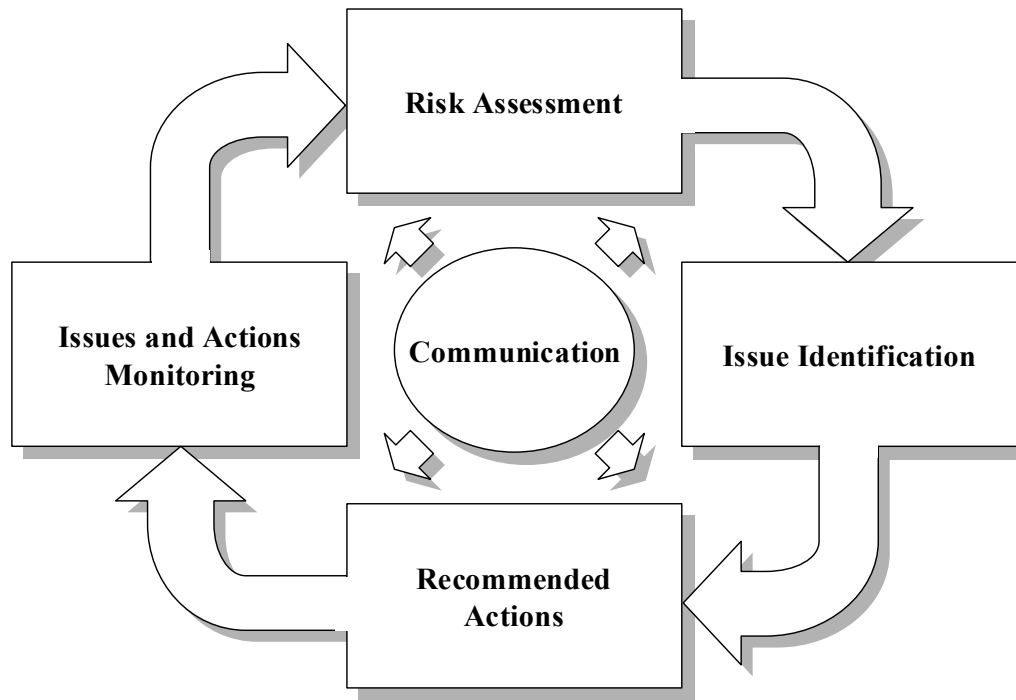 Risk Assessment
Issues and Actions
Monitoring
Communication
Issue Identification
Recommended
Actions